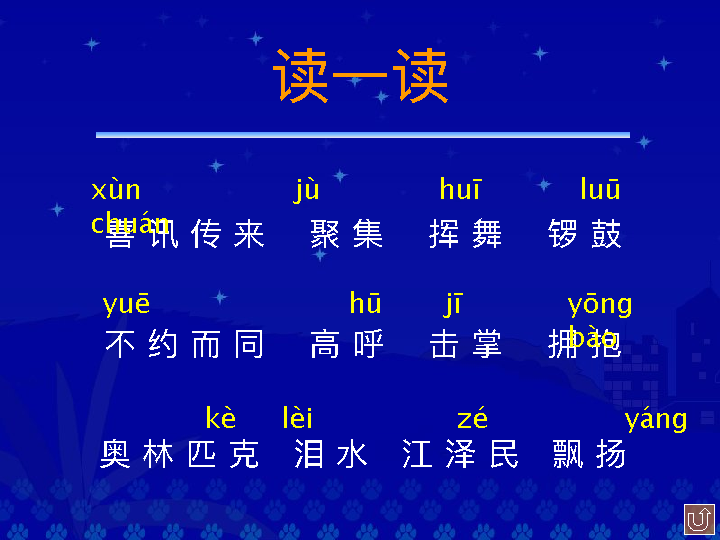 读一读
xùn jù huī luū
chuán
喜讯传来 聚集 挥舞 锣鼓
yuē hū jī yōng
bào
不约而同 高呼 击掌 拥抱
kè lèi zé yáng
奥林匹克 泪水 江泽民 飘扬